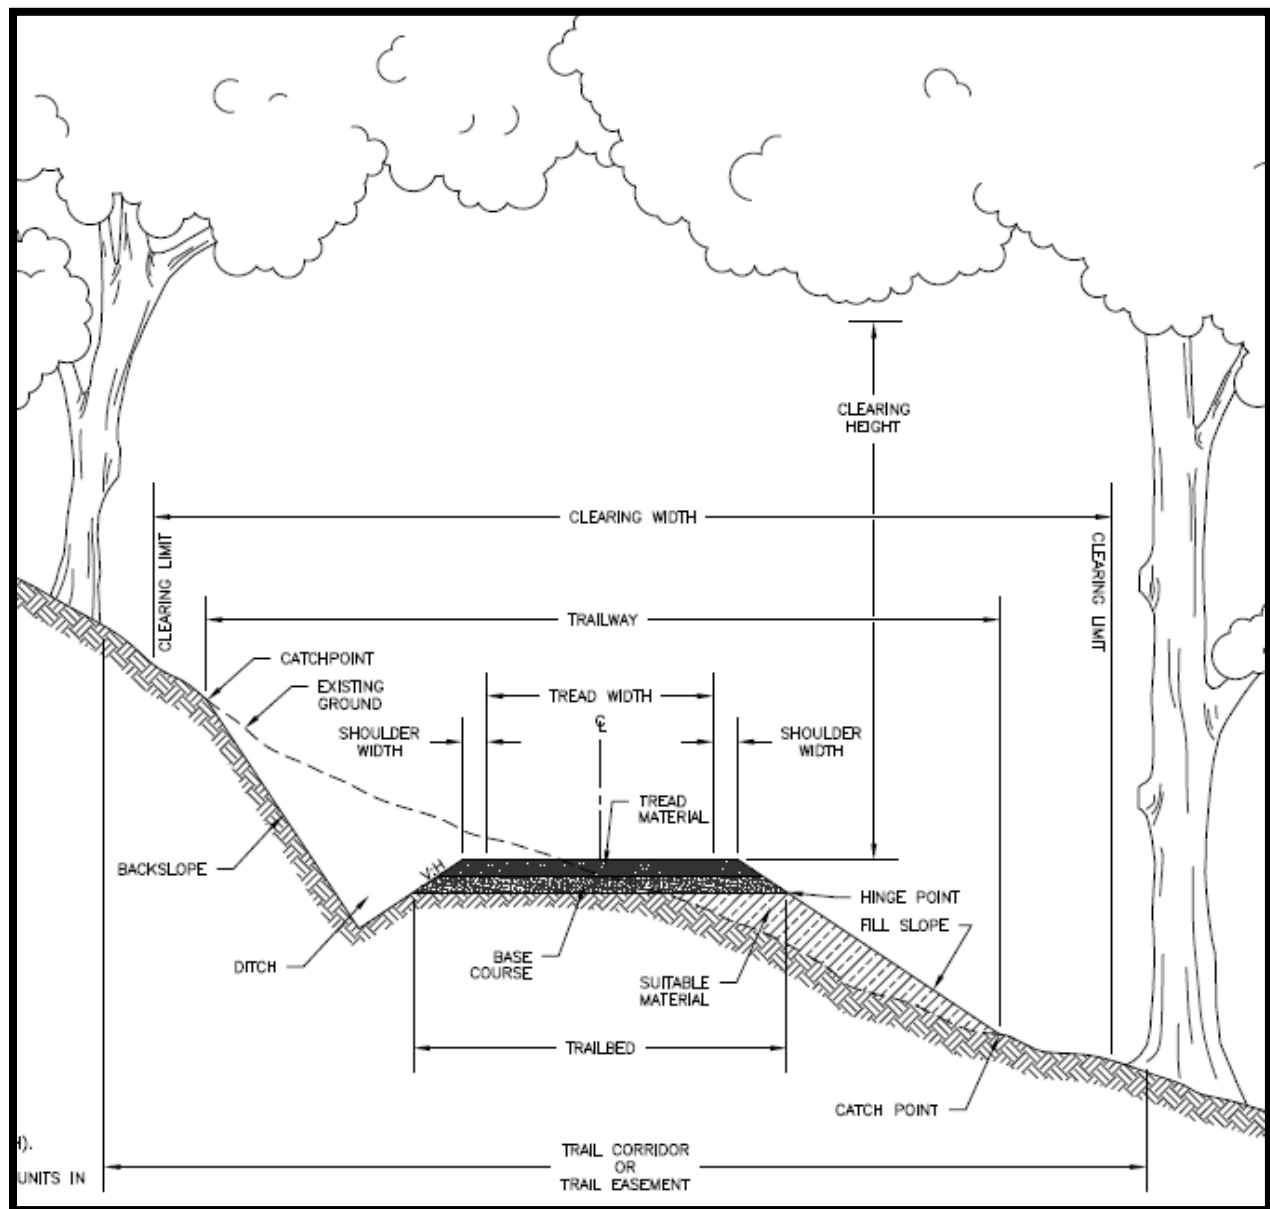 CLEARING
HEIGHT
CLEARING WIDTH
CLEARING LIMIT
CLEARING LIMIT
TRAILWAY
CATCHPOINT
EXISTING
GROUND
TREAD WIDTH
℄
SHOULDER
WIDTH
SHOULDER
WIDTH
TREAD
MATERIAL
BACKSLOPE
V:H
HINGE POINT
FILL SLOPE
DITCH
BASE
COURSE
SUITABLE
MATERIAL
TRAILBED
CATCH POINT
H).
UNITS IN
TRAIL CORRIDOR
OR
TRAIL EASEMENT